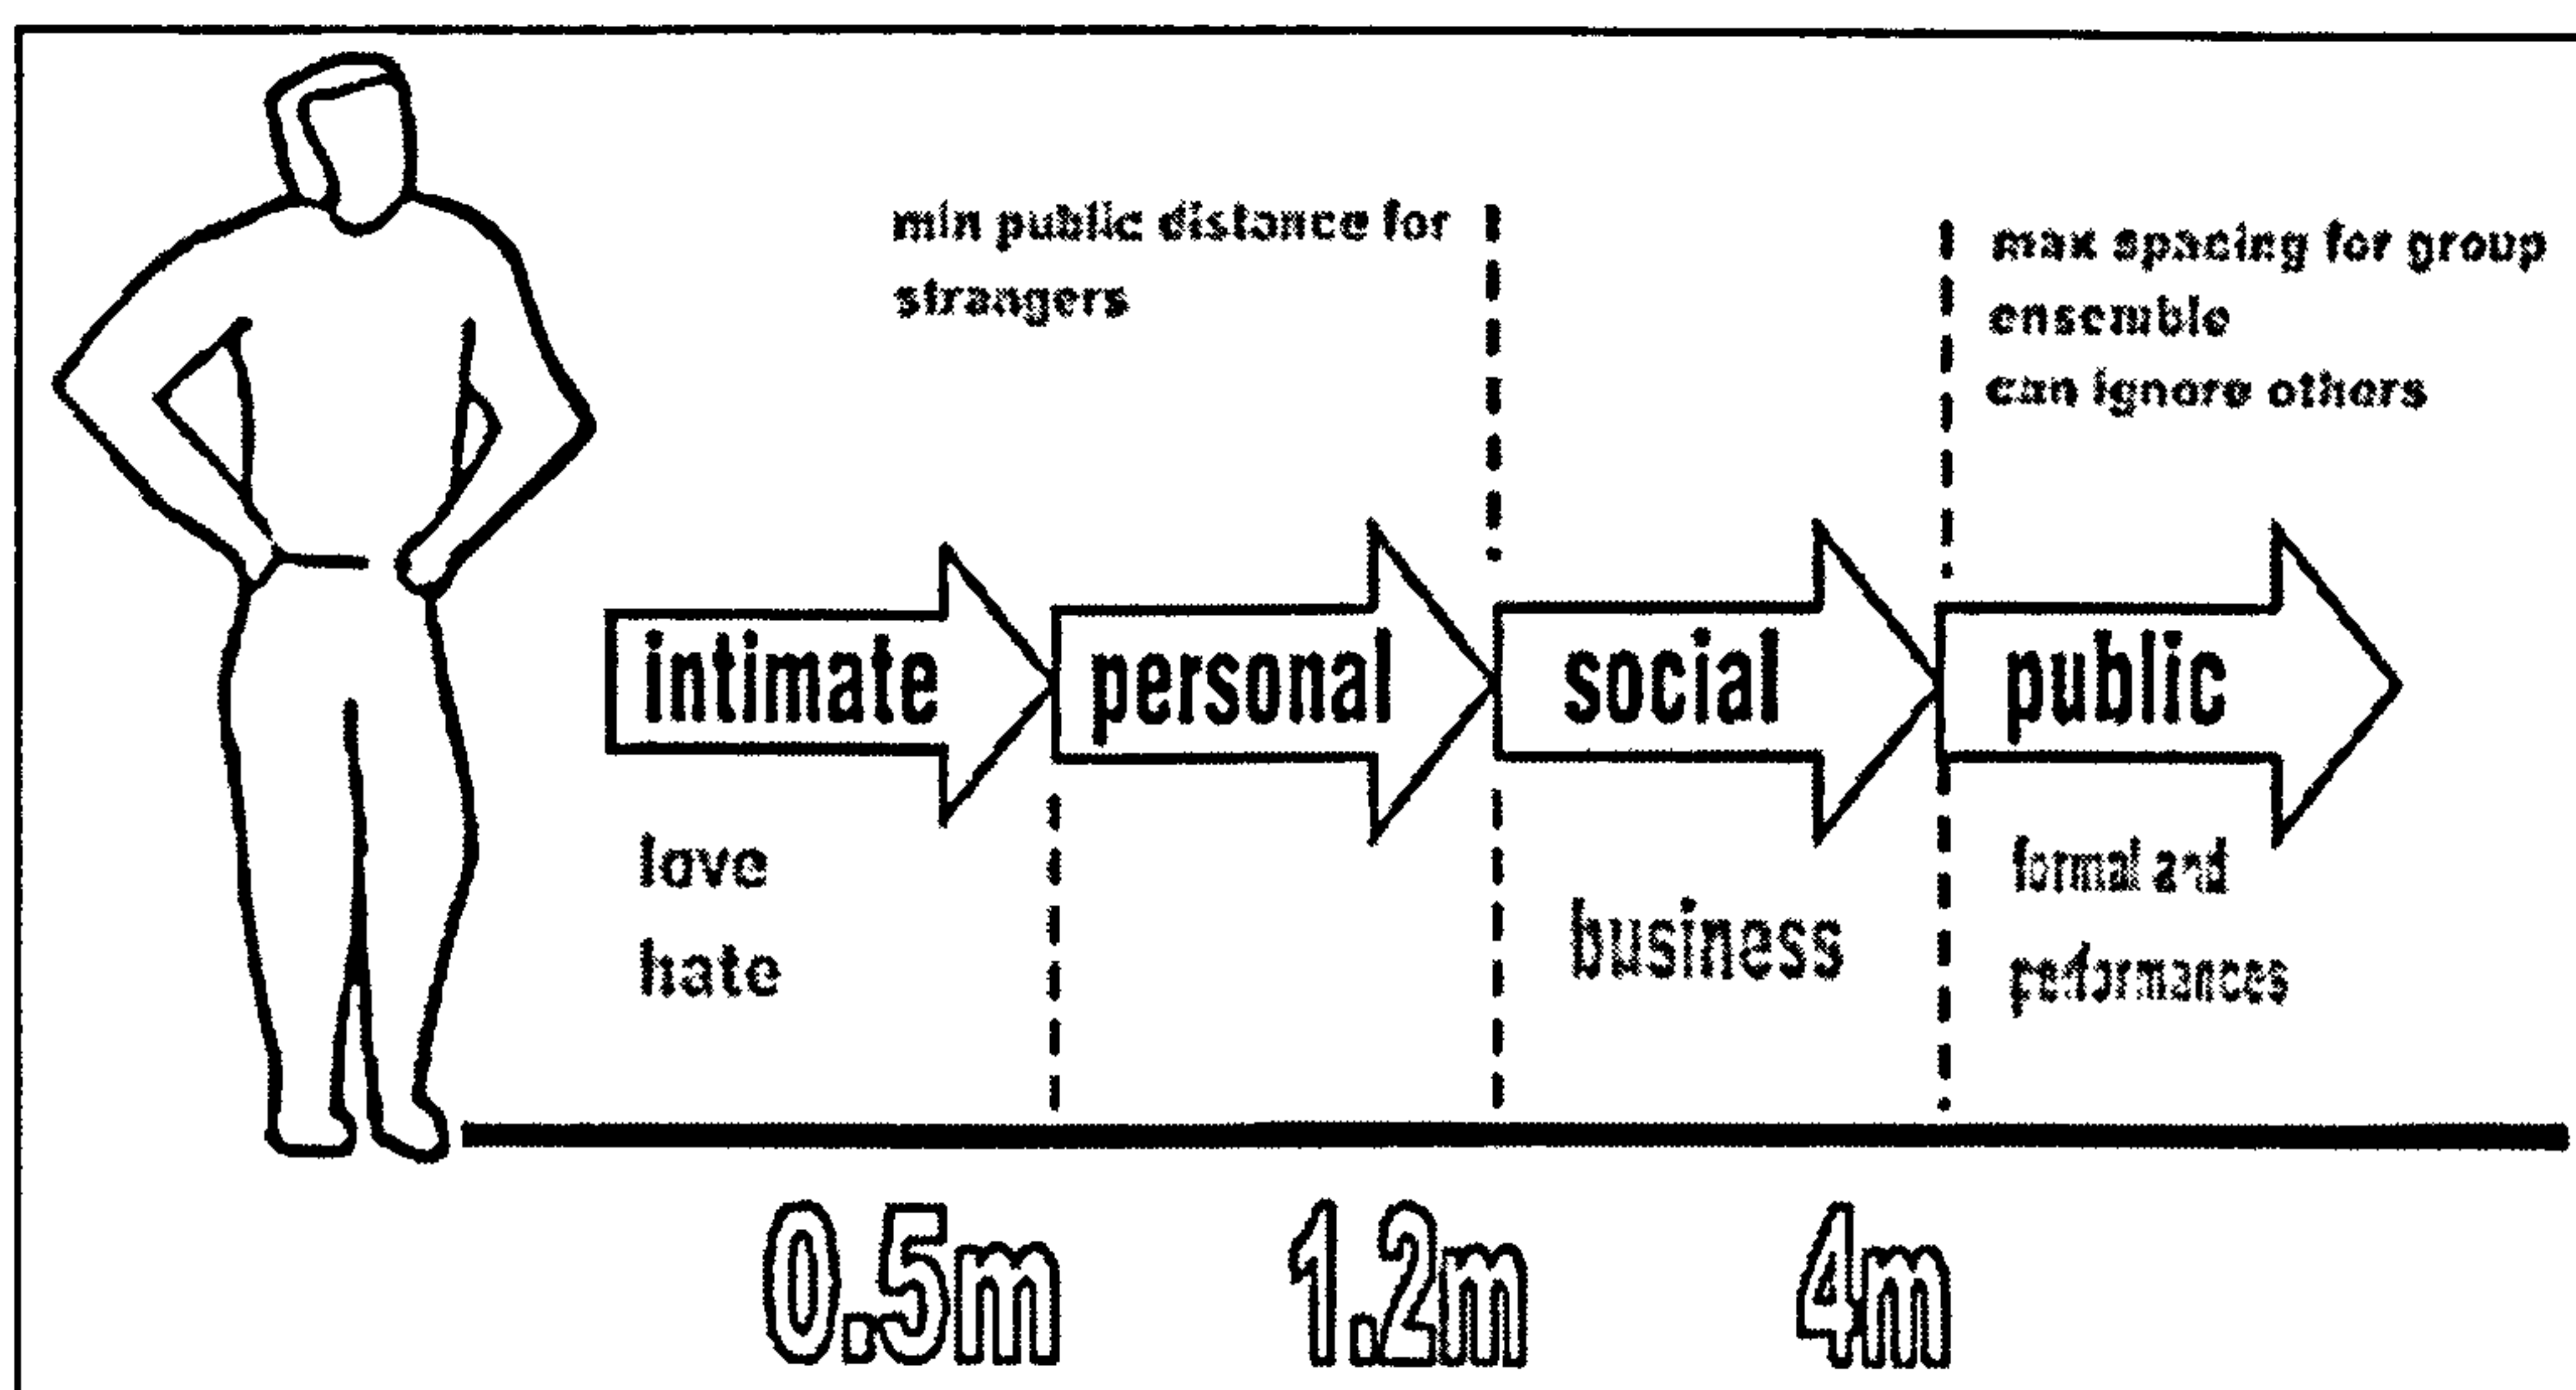 min public distance for
strangers
max spacing for group
ensemble
can ignore others
intimate
personal
social
public
love
hate
business
formal and
performances
0.5m
1.2m
4m